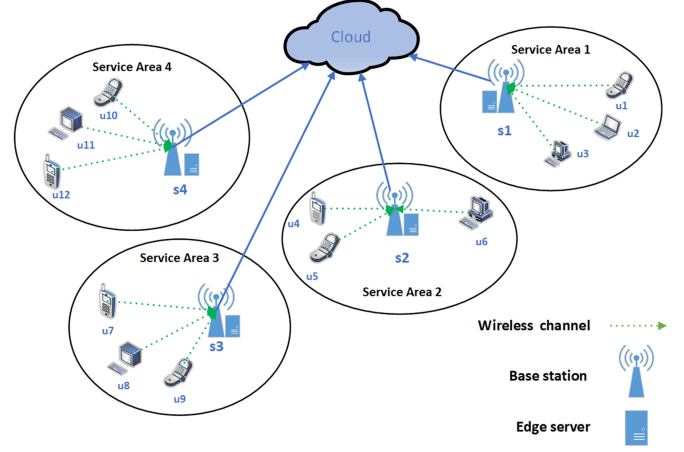 Cloud
Service Area 1
u1
u2
u3
s1
Service Area 4
u10
u11
u12
s4
u4
u5
u6
s2
Service Area 2
Service Area 3
u7
u8
u9
s3
Wireless channel
Base station
Edge server